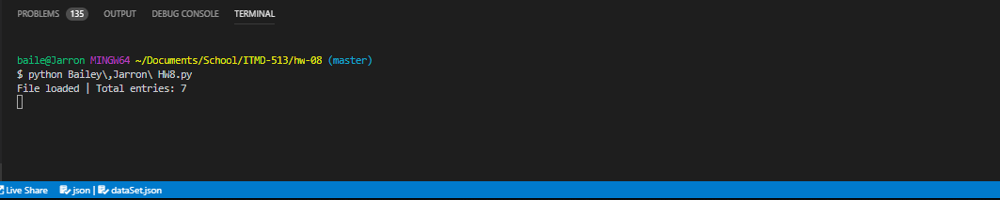 PROBLEMS 135 OUTPUT DEBUG CONSOLE TERMINAL
baile@Jarron MINGW64 ~/Documents/School/ITMD-513/hw-08 (master)
$ python Bailey\,Jarron\ HW8.py
File loaded | Total entries: 7
Live Share json | dataSet.json